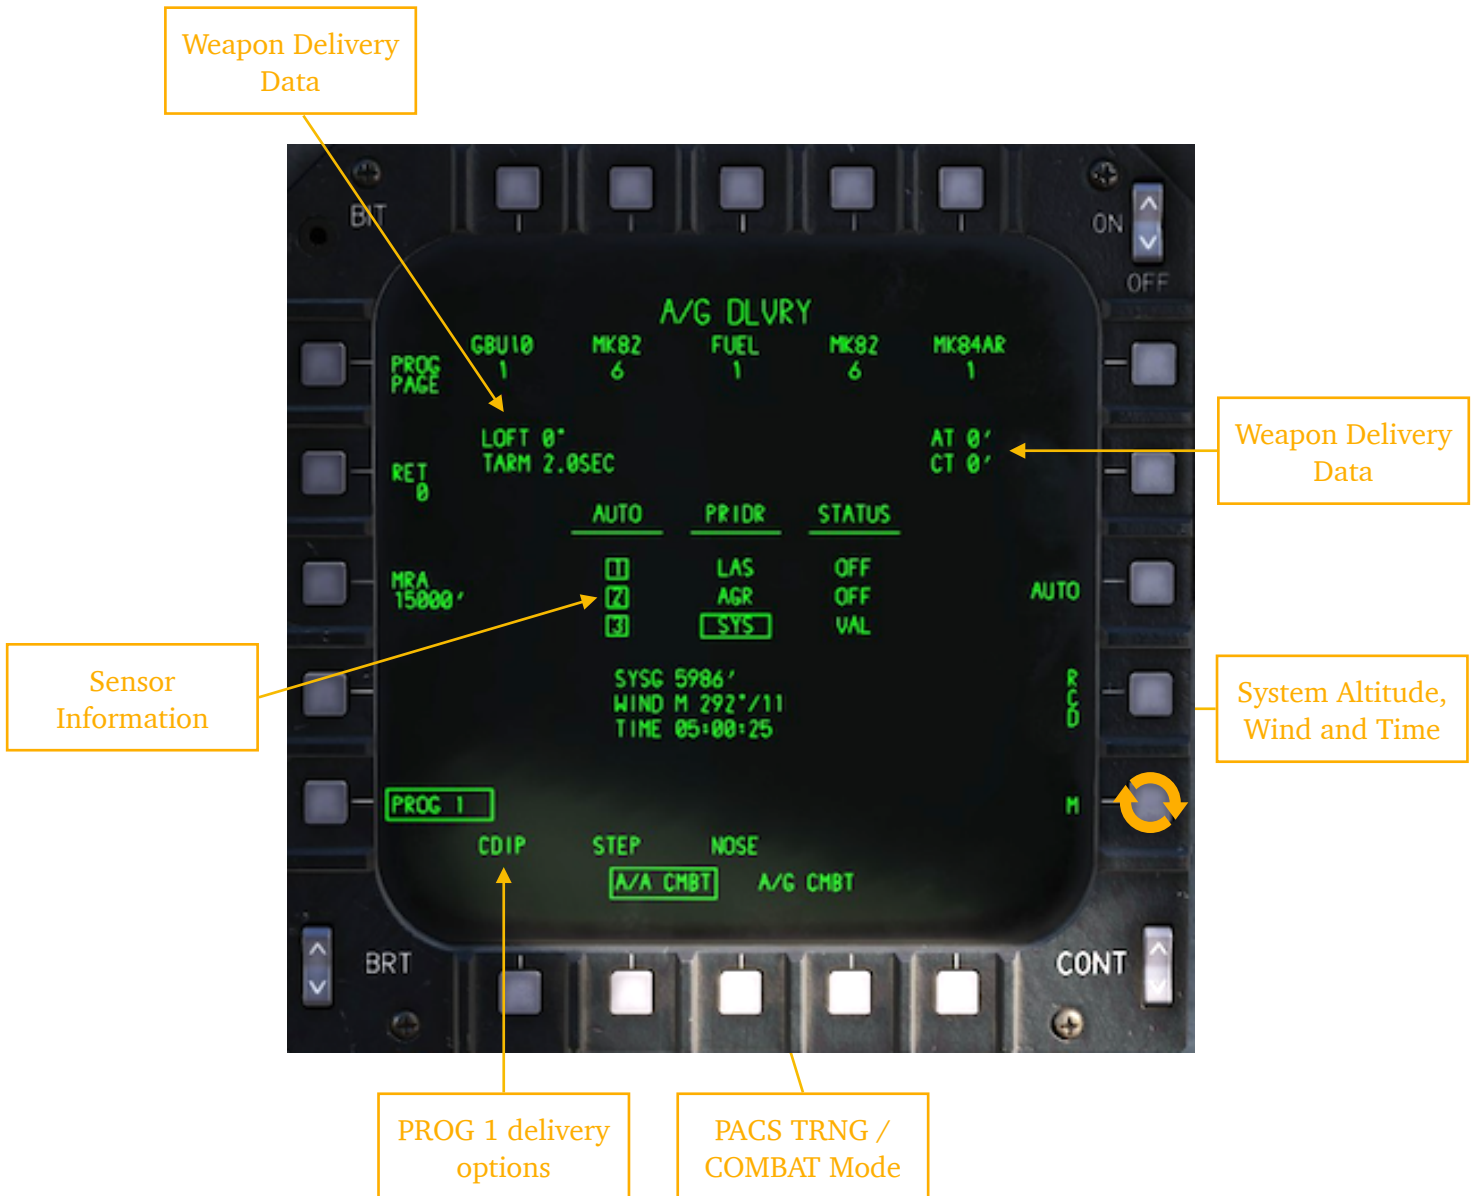 Weapon Delivery
Data
BIT
ON
OFF
A/G DLVRY
GBU10 MK82 FUEL MK82 MK84AR
1 6 1 6 1
PROG
PAGE
LOFT 0°
TARM 2.0SEC
AT 0'
CT 0'
Weapon Delivery
Data
RET
0
AUTO PRIDR STATUS
1 LAS OFF
2 AGR OFF
3 SYS VAL
MRA
15000'
AUTO
Sensor
Information
SYSG 5986'
WIND M 292°/11
TIME 05:00:25
RCD
System Altitude,
Wind and Time
PROG 1
M
CDIP STEP NOSE
A/A CMBT A/G CMBT
BRT
CONT
PROG 1 delivery
options
PACS TRNG /
COMBAT Mode